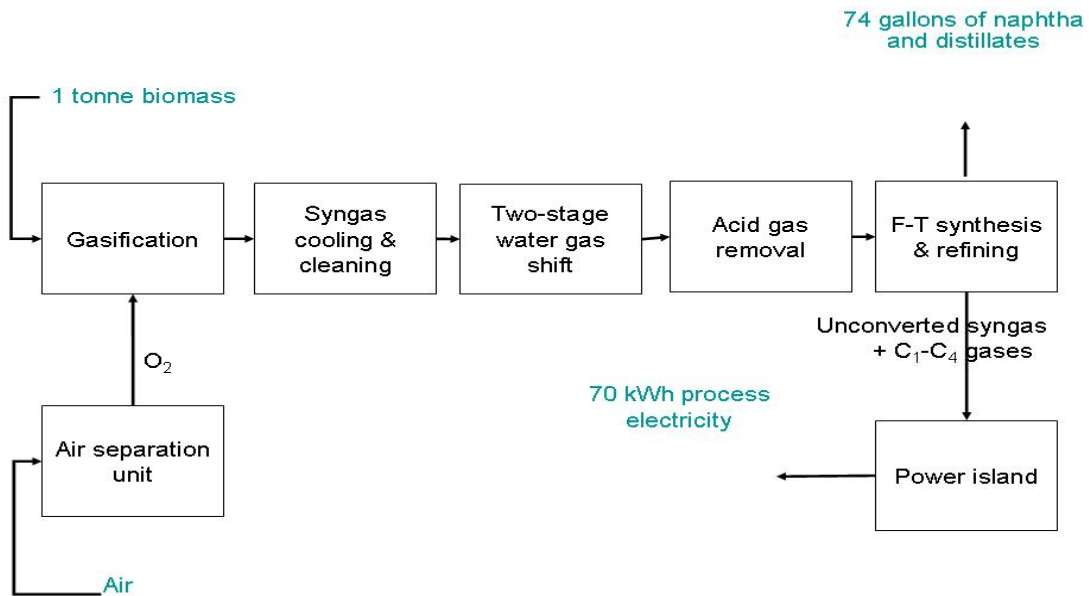 74 gallons of naphtha
and distillates
1 tonne biomass
Gasification
Syngas
cooling &
cleaning
Two-stage
water gas
shift
Acid gas
removal
F-T synthesis
& refining
O₂
Unconverted syngas
+ C₁-C₄ gases
70 kWh process
electricity
Air separation
unit
Power island
Air